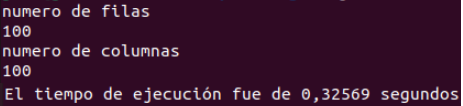 numero de filas
100
numero de columnas
100
El tiempo de ejecución fue de 0,32569 segundos